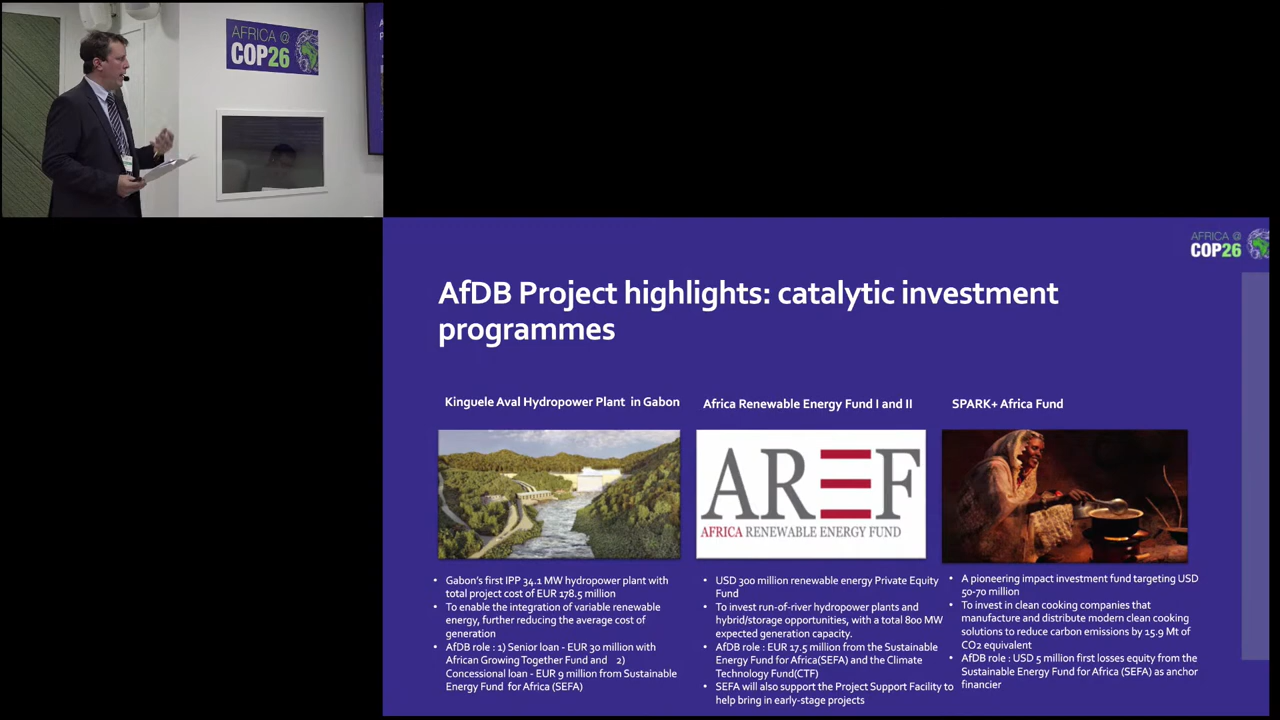 AFRICA @
COP26
AFRICA @
COP26
AfDB Project highlights: catalytic investment
programmes
Kinguele Aval Hydropower Plant in Gabon
• Gabon's first IPP 34.1 MW hydropower plant with
total project cost of EUR 178.5 million
• To enable the integration of variable renewable
energy, further reducing the average cost of
generation
• AfDB role : 1) Senior loan - EUR 30 million with
African Growing Together Fund and 2)
Concessional loan - EUR 9 million from Sustainable
Energy Fund for Africa (SEFA)
Africa Renewable Energy Fund I and II
AREF
AFRICA RENEWABLE ENERGY FUND
• USD 300 million renewable energy Private Equity
Fund
• To invest run-of-river hydropower plants and
hybrid/storage opportunities, with a total 800 MW
expected generation capacity.
• AfDB role : EUR 17.5 million from the Sustainable
Energy Fund for Africa(SEFA) and the Climate
Technology Fund(CTF)
• SEFA will also support the Project Support Facility to
help bring in early-stage projects
SPARK+ Africa Fund
• A pioneering impact investment fund targeting USD
50-70 million
• To invest in clean cooking companies that
manufacture and distribute modern clean cooking
solutions to reduce carbon emissions by 15.9 Mt of
CO2 equivalent
• AfDB role : USD 5 million first losses equity from the
Sustainable Energy Fund for Africa (SEFA) as anchor
financier